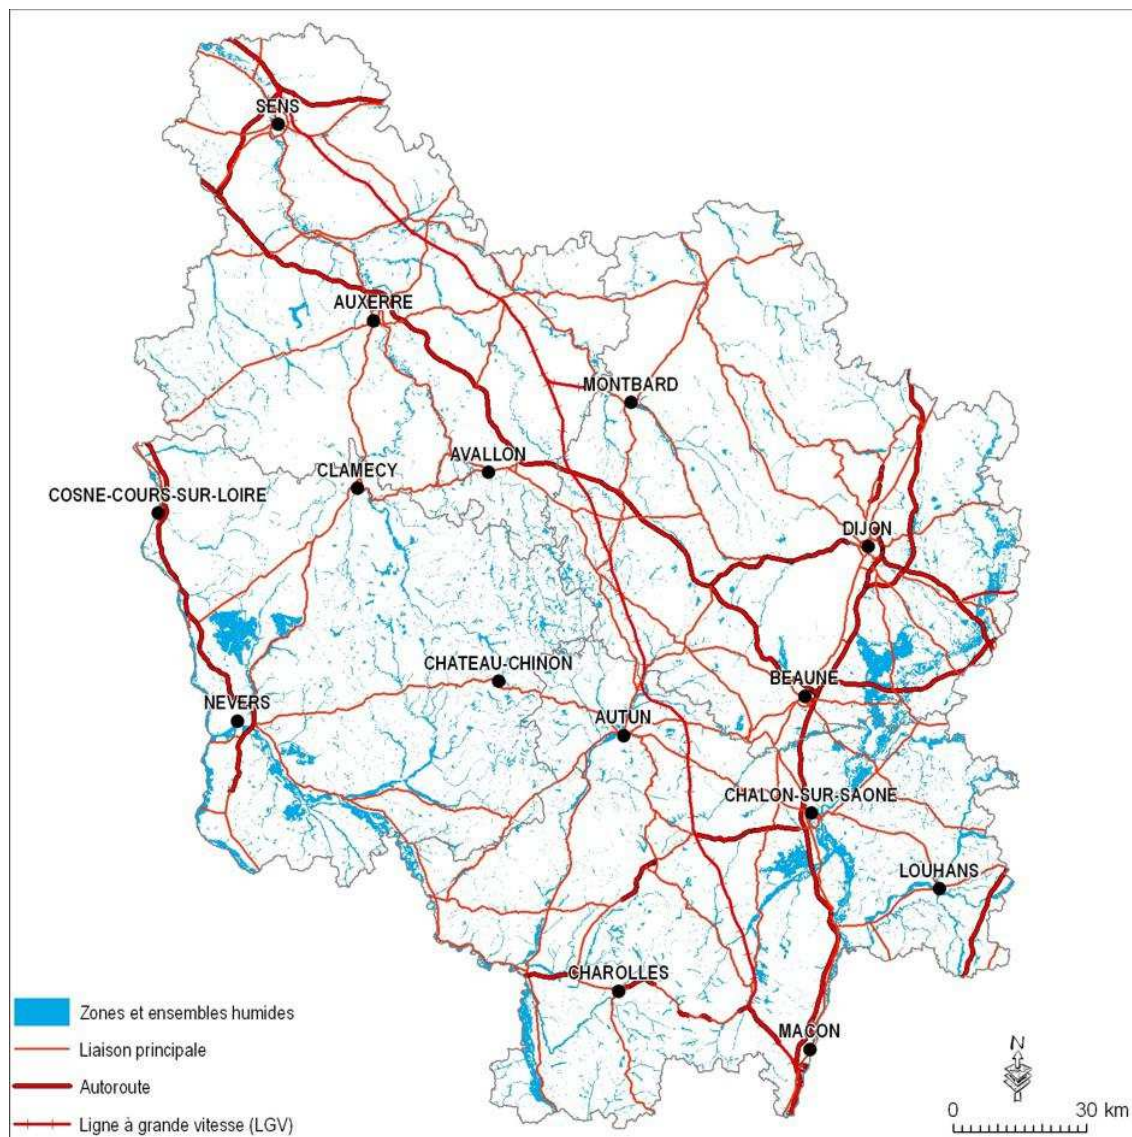 SENS
AUXERRE
MONTBARD
AVALLON
CLAMECY
COSNE-COURS-SUR-LOIRE
DIJON
CHATEAU-CHINON
BEAUNE
NEVERS
AUTUN
CHALON-SUR-SAONE
LOUHANS
CHAROLLES
Zones et ensembles humides
Liaison principale
MACON
N
Autoroute
0 30 km
Ligne à grande vitesse (LGV)